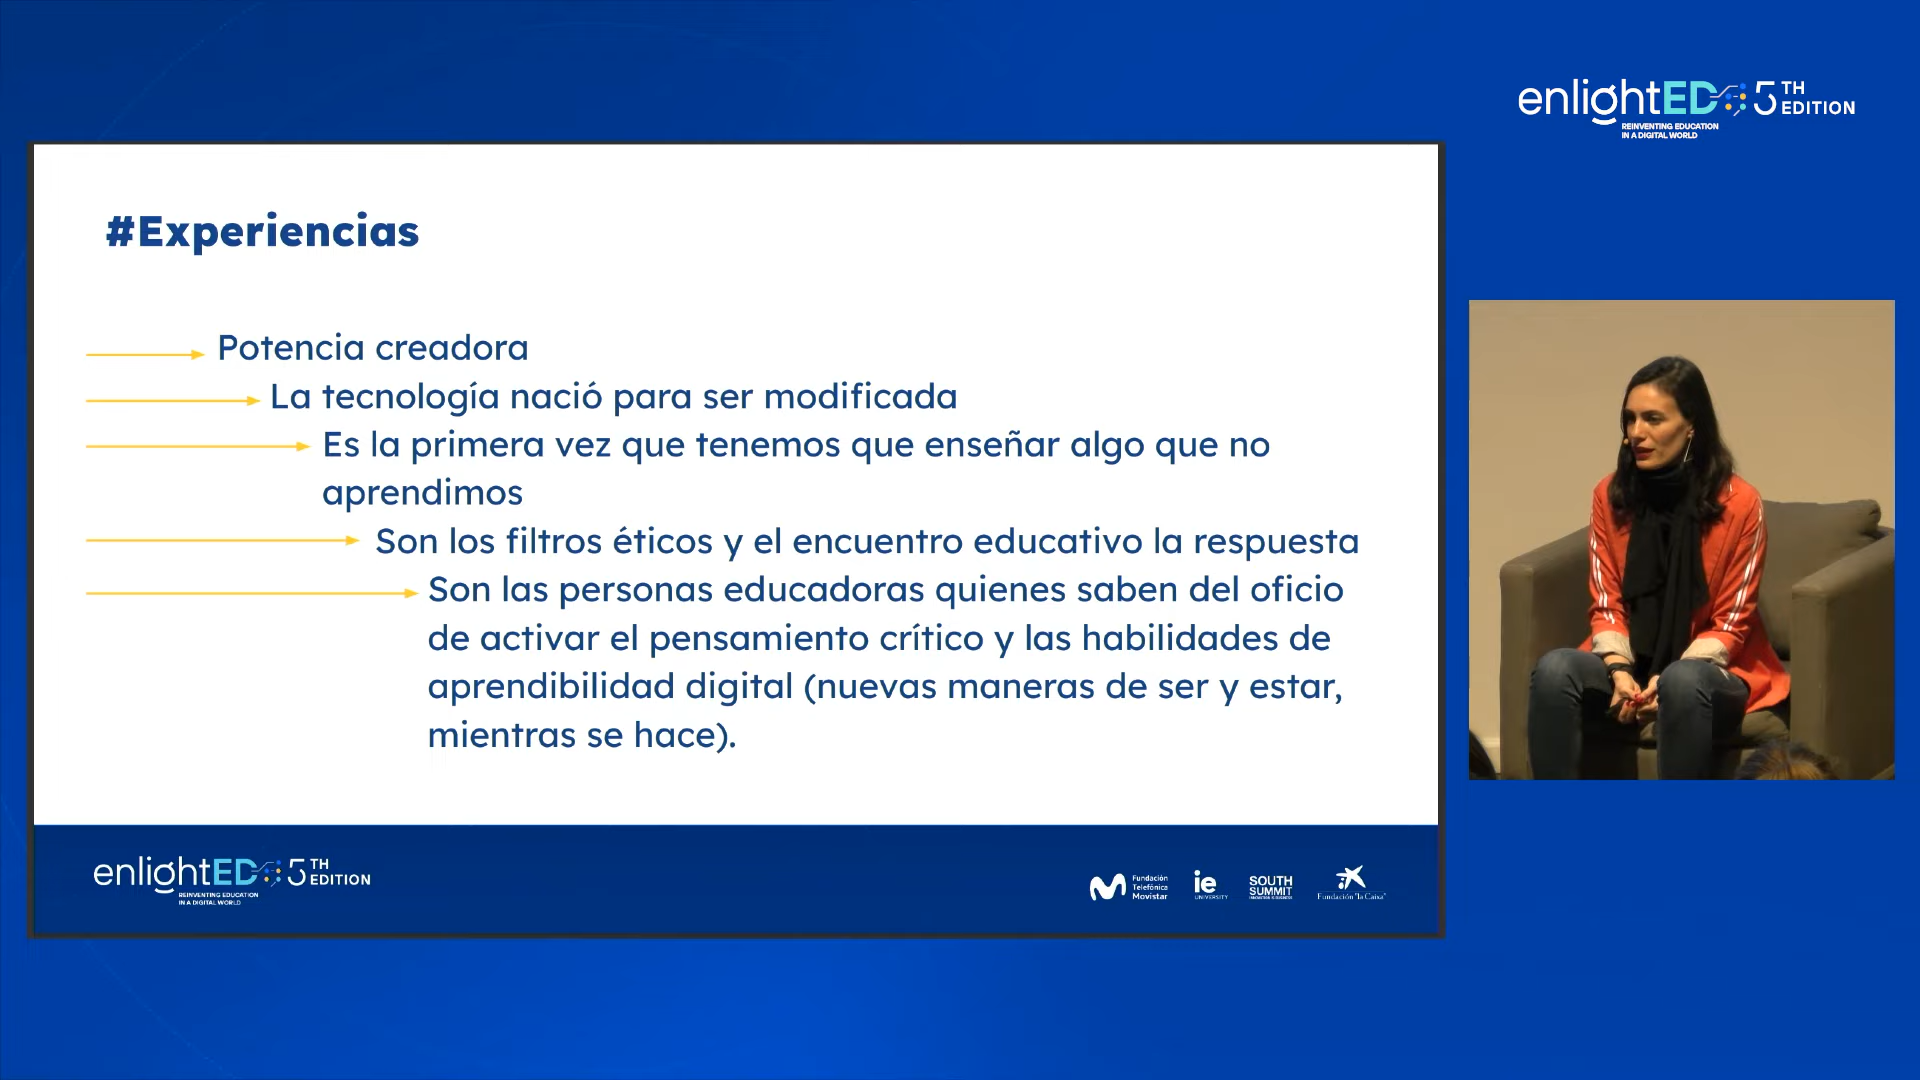 enlightED 5TH EDITION
REINVENTING EDUCATION
IN A DIGITAL WORLD
#Experiencias
Potencia creadora
La tecnología nació para ser modificada
Es la primera vez que tenemos que enseñar algo que no
aprendimos
Son los filtros éticos y el encuentro educativo la respuesta
Son las personas educadoras quienes saben del oficio
de activar el pensamiento crítico y las habilidades de
aprendibilidad digital (nuevas maneras de ser y estar,
mientras se hace).
enlightED 5TH EDITION
REINVENTING EDUCATION
IN A DIGITAL WORLD
Fundación
Telefónica
Movistar
ie
UNIVERSITY
SOUTH
SUMMIT
Fundación "la Caixa"